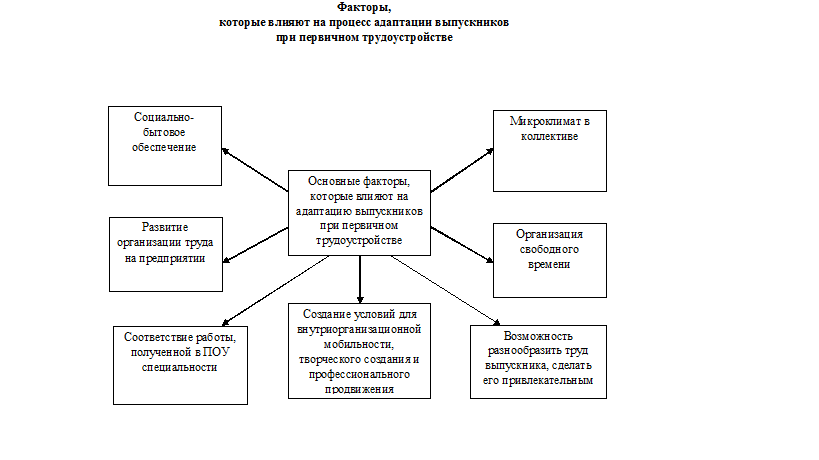 Факторы,
которые влияют на процесс адаптации выпускников
при первичном трудоустройстве
Социально-
бытовое
обеспечение
Микроклимат в
коллективе
Основные факторы,
которые влияют на
адаптацию выпускников
при первичном
трудоустройстве
Развитие
организации труда
на предприятии
Организация
свободного
времени
Соответствие работы,
полученной в ПОУ
специальности
Создание условий для
внутриорганизационной
мобильности,
творческого создания и
профессионального
продвижения
Возможность
разнообразить труд
выпускника, сделать
его привлекательным